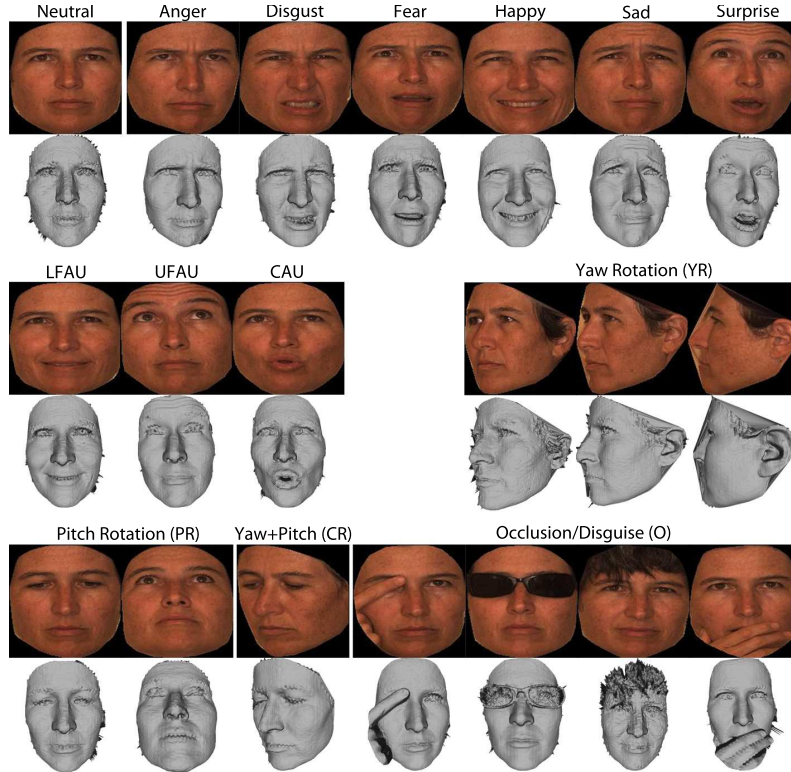 Neutral Anger Disgust Fear Happy Sad Surprise
LFAU UFAU CAU Yaw Rotation (YR)
Pitch Rotation (PR) Yaw+Pitch (CR) Occlusion/Disguise (O)